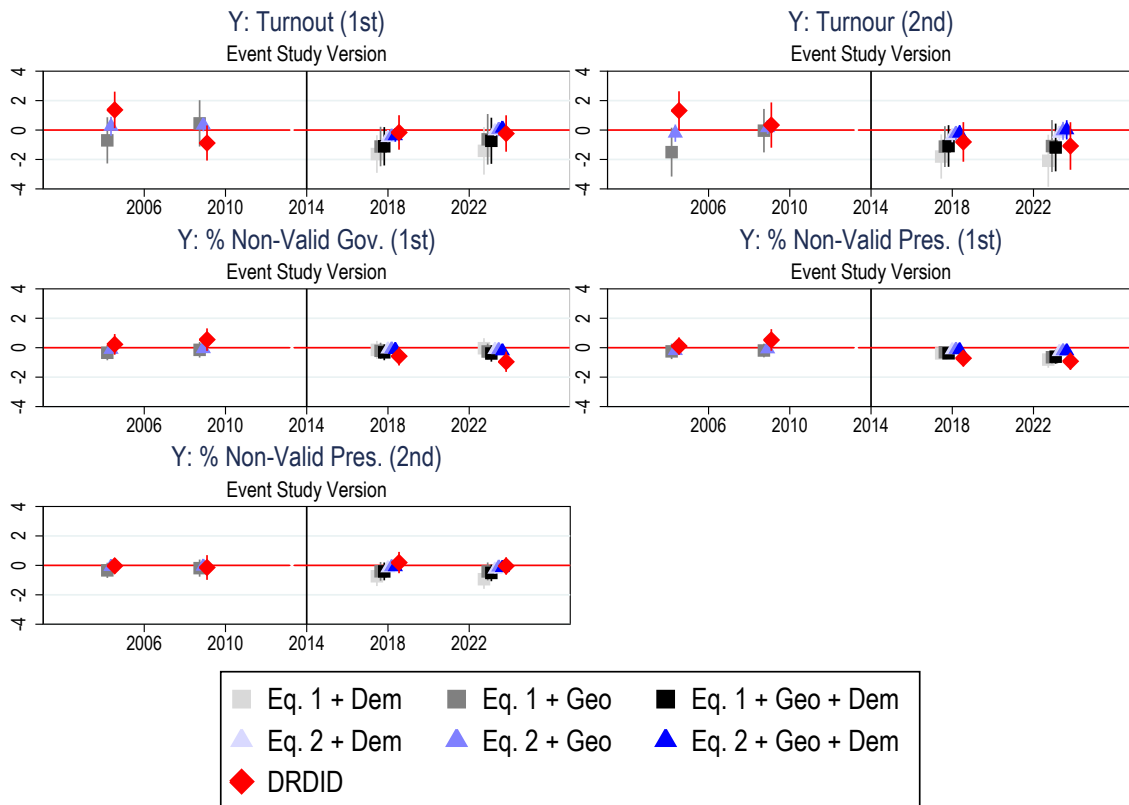 Y: Turnout (1st)
Event Study Version
4
2
0
-2
-4
2006 2010 2014 2018 2022
Y: Turnour (2nd)
Event Study Version
4
2
0
-2
-4
2006 2010 2014 2018 2022
Y: % Non-Valid Gov. (1st)
Event Study Version
4
2
0
-2
-4
2006 2010 2014 2018 2022
Y: % Non-Valid Pres. (1st)
Event Study Version
4
2
0
-2
-4
2006 2010 2014 2018 2022
Y: % Non-Valid Pres. (2nd)
Event Study Version
4
2
0
-2
-4
2006 2010 2014 2018 2022
Eq. 1 + Dem Eq. 1 + Geo Eq. 1 + Geo + Dem
Eq. 2 + Dem Eq. 2 + Geo Eq. 2 + Geo + Dem
DRDID